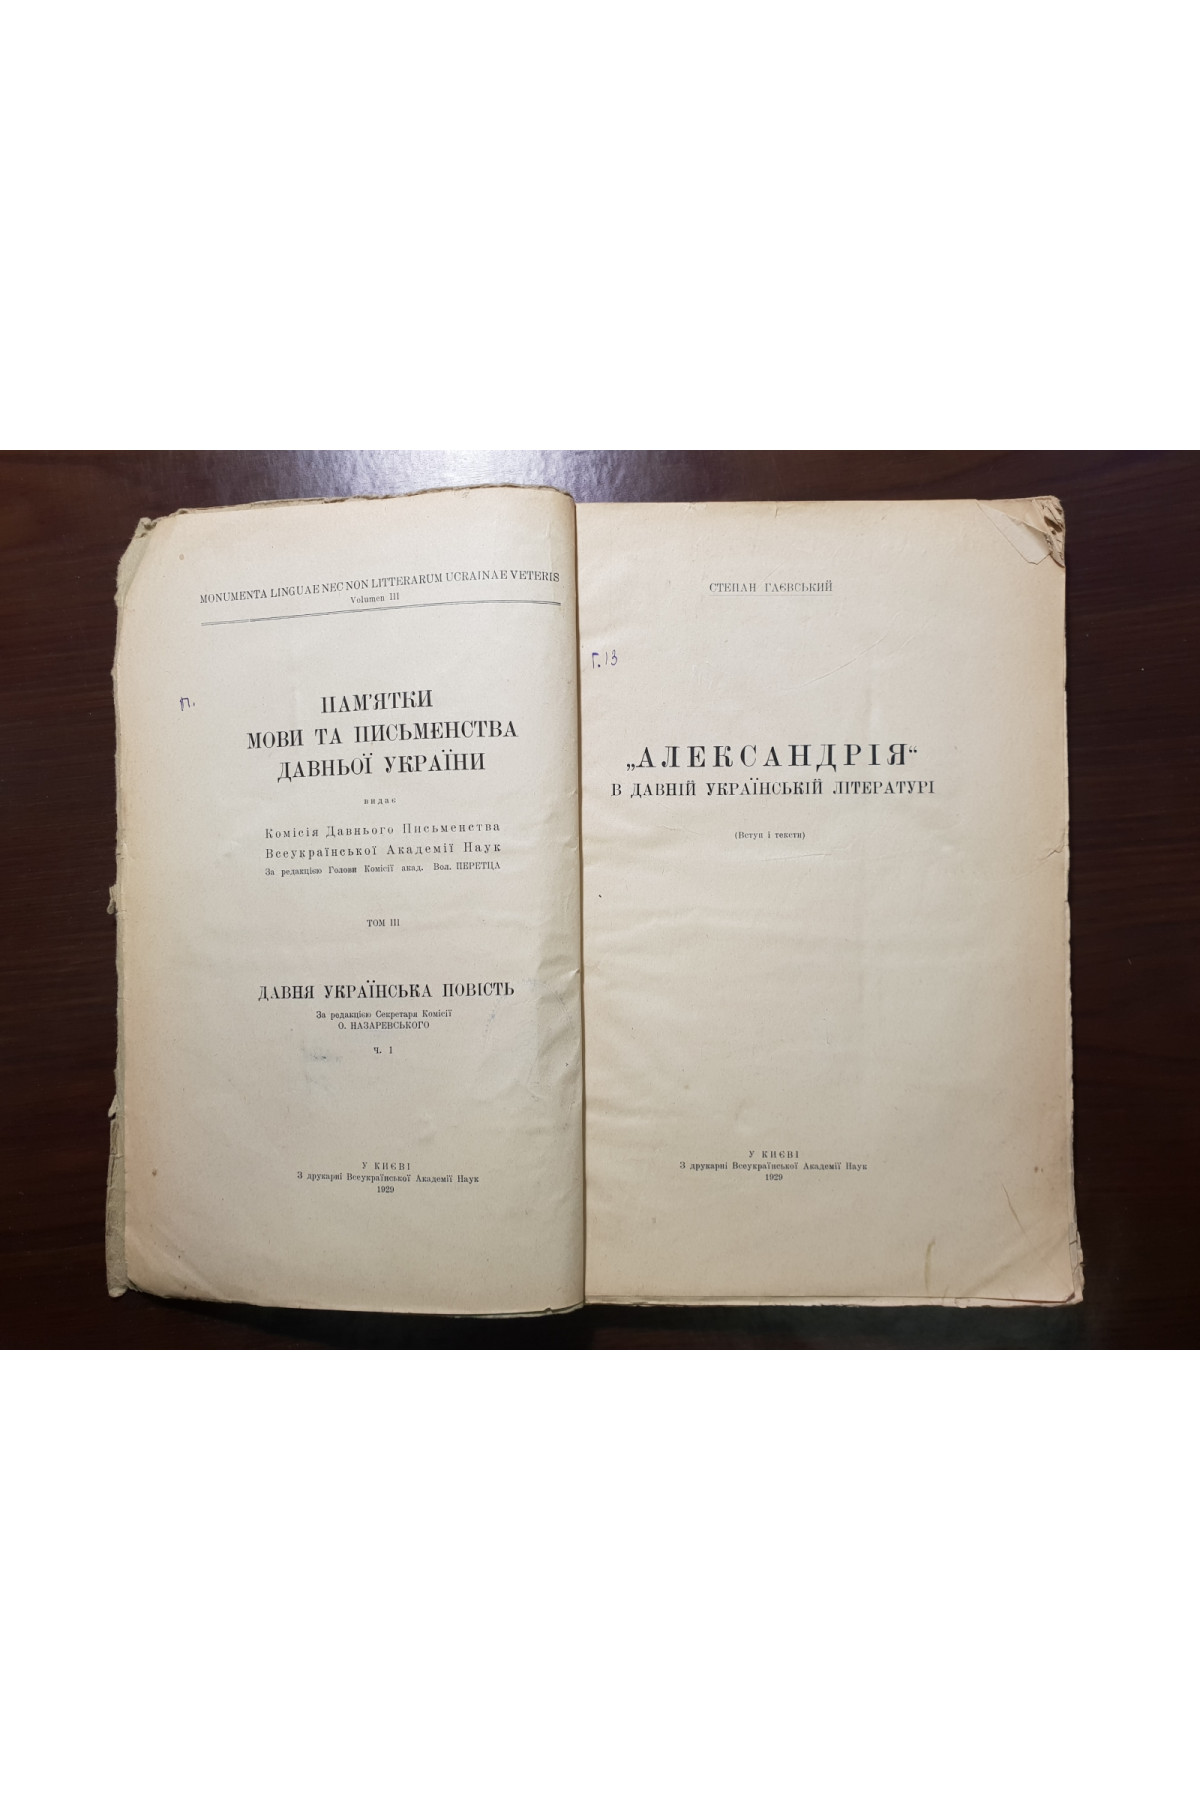 MONUMENTA LINGUAE NEC NON LITTERARUM UCRAINAE VETERIS
Volumen III
П.
ПАМ'ЯТКИ
МОВИ ТА ПИСЬМЕНСТВА
ДАВНЬОЇ УКРАЇНИ
видає
Комісія Давнього Письменства
Всеукраїнської Академії Наук
За редакцією Голови Комісії акад. Вол. ПЕРЕТЦА
ТОМ III
ДАВНЯ УКРАЇНСЬКА ПОВІСТЬ
За редакцією Секретаря Комісії
О. НАЗАРЕВСЬКОГО
Ч. 1
У КИЄВІ
З друкарні Всеукраїнської Академії Наук
1929
СТЕПАН ГАЄВСЬКИЙ
Г.13
„АЛЕКСАНДРІЯ“
В ДАВНІЙ УКРАЇНСЬКІЙ ЛІТЕРАТУРІ
(Вступ і тексти)
У КИЄВІ
З друкарні Всеукраїнської Академії Наук
1929